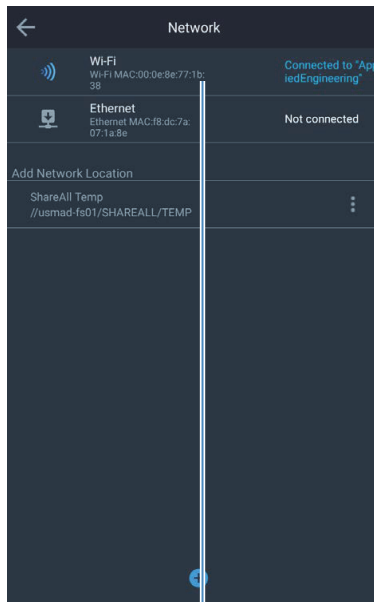 Network
Wi-Fi
Wi-Fi MAC:00:0e:8e:77:1b:
38
Connected to "App
iedEngineering"
Ethernet
Ethernet MAC:f8:dc:7a:
07:1a:8e
Not connected
Add Network Location
ShareAll Temp
//usmad-fs01/SHAREALL/TEMP